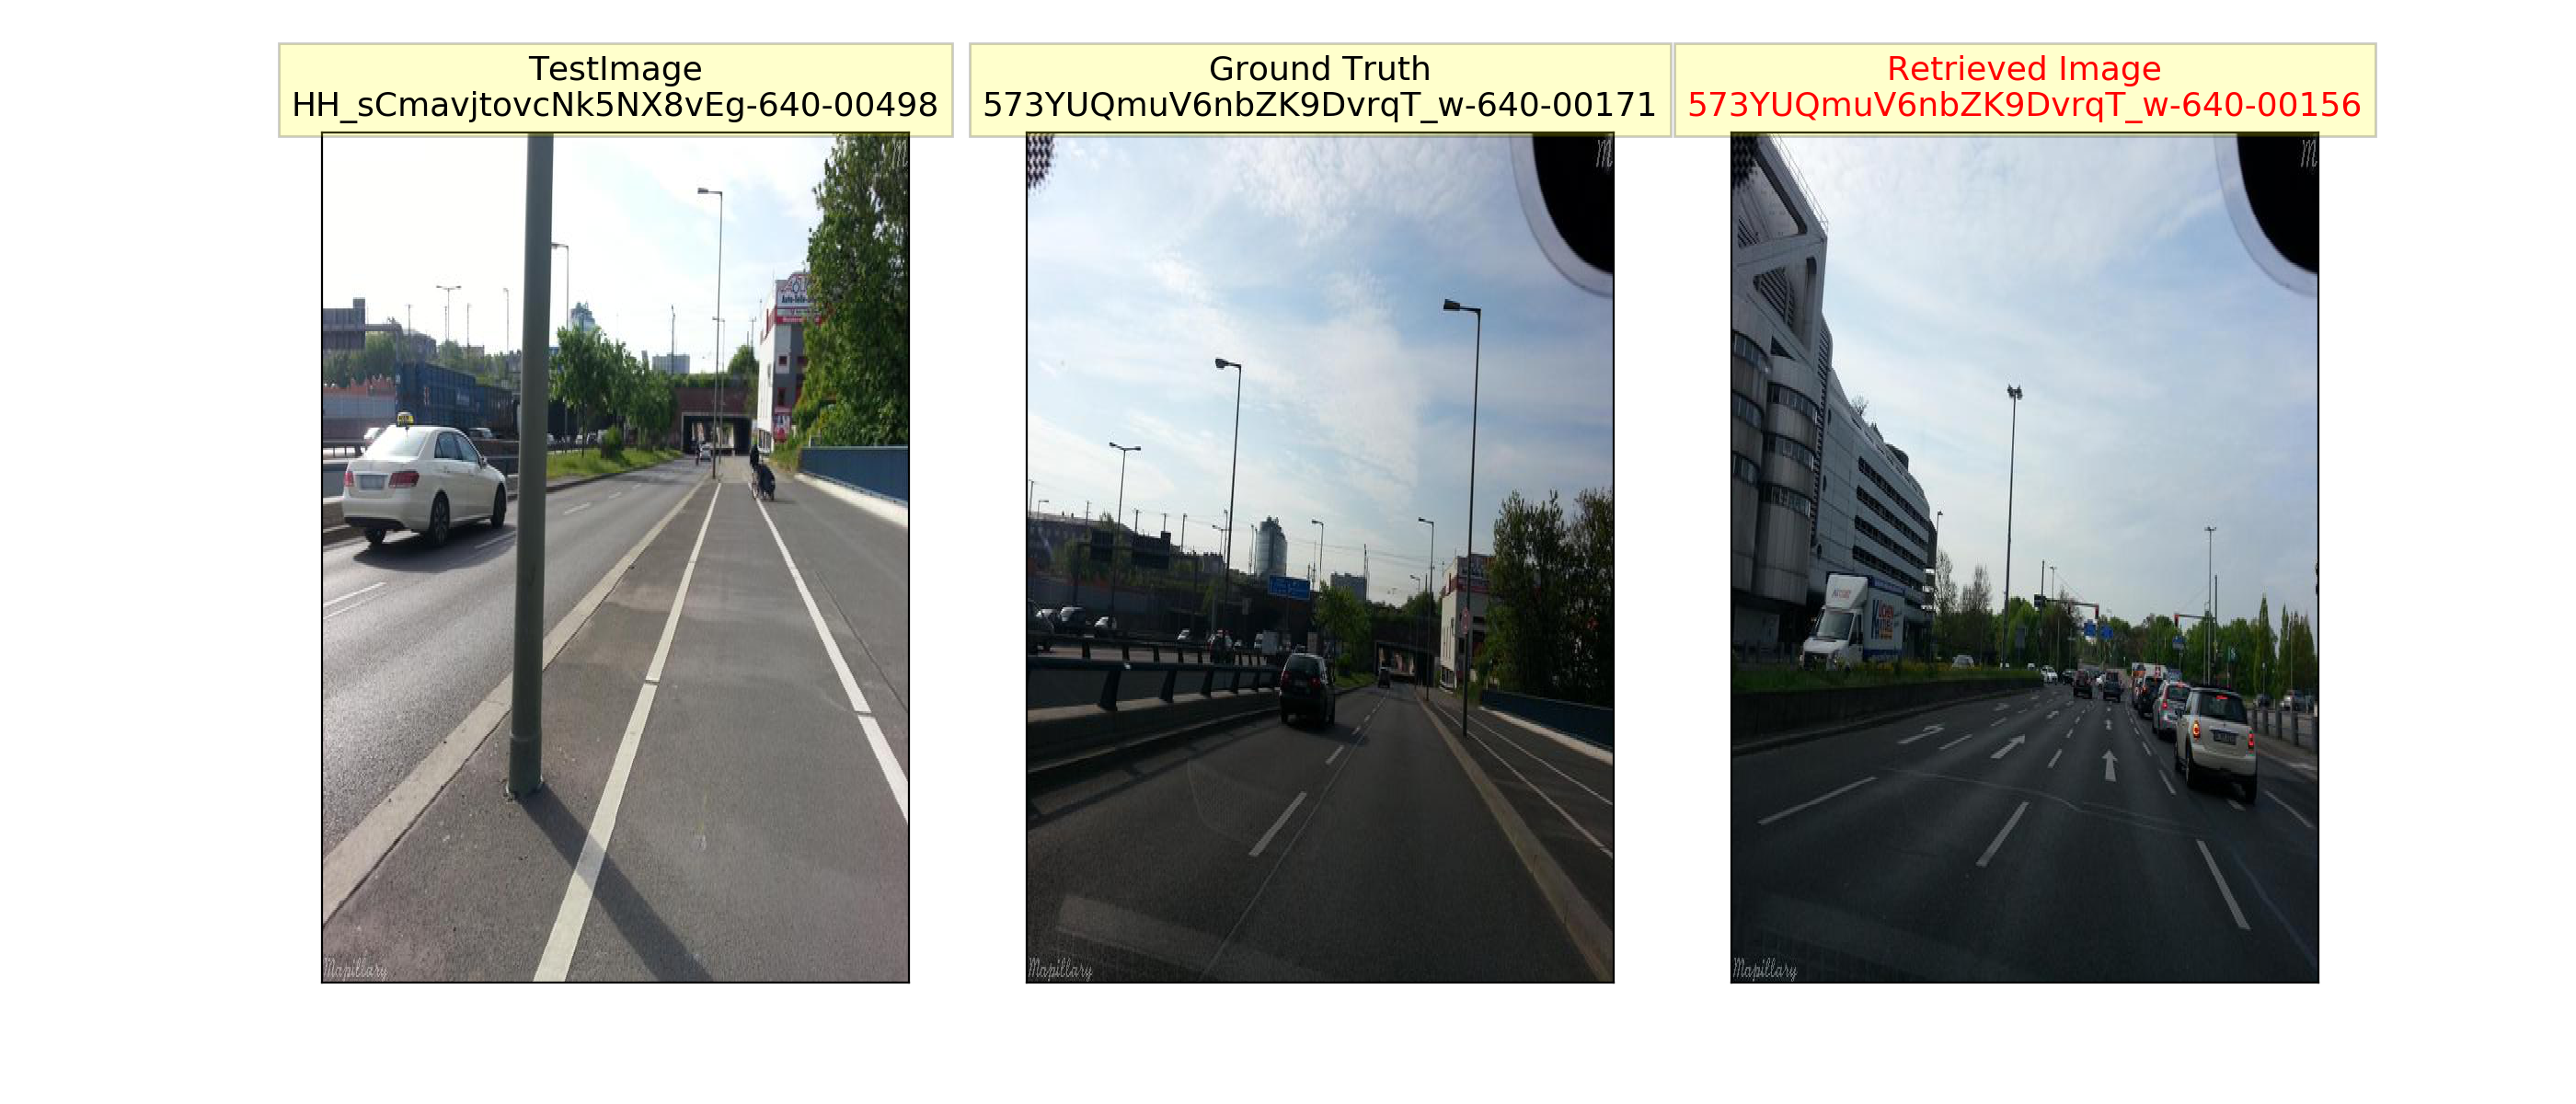 TestImage
HH_sCmavjtovcNk5NX8vEg-640-00498
Ground Truth
573YUQmuV6nbZK9DvrqT_w-640-00171
Retrieved Image
573YUQmuV6nbZK9DvrqT_w-640-00156
M
M
M
Mapillary
Mapillary
Mapillary